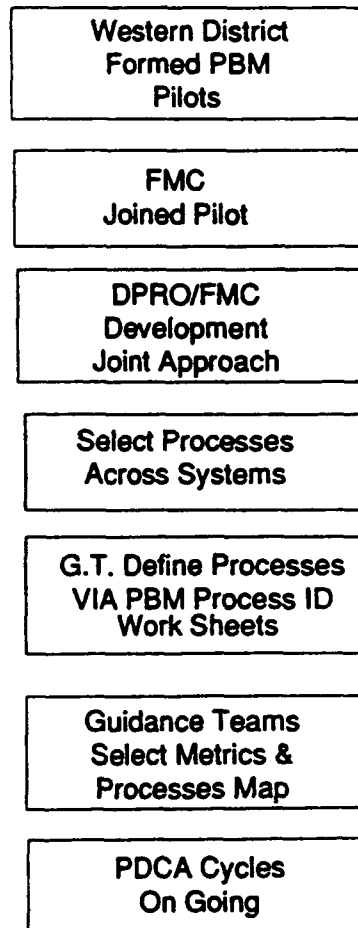 Western District
Formed PBM
Pilots
FMC
Joined Pilot
DPRO/FMC
Development
Joint Approach
Select Processes
Across Systems
G.T. Define Processes
VIA PBM Process ID
Work Sheets
Guidance Teams
Select Metrics &
Processes Map
PDCA Cycles
On Going